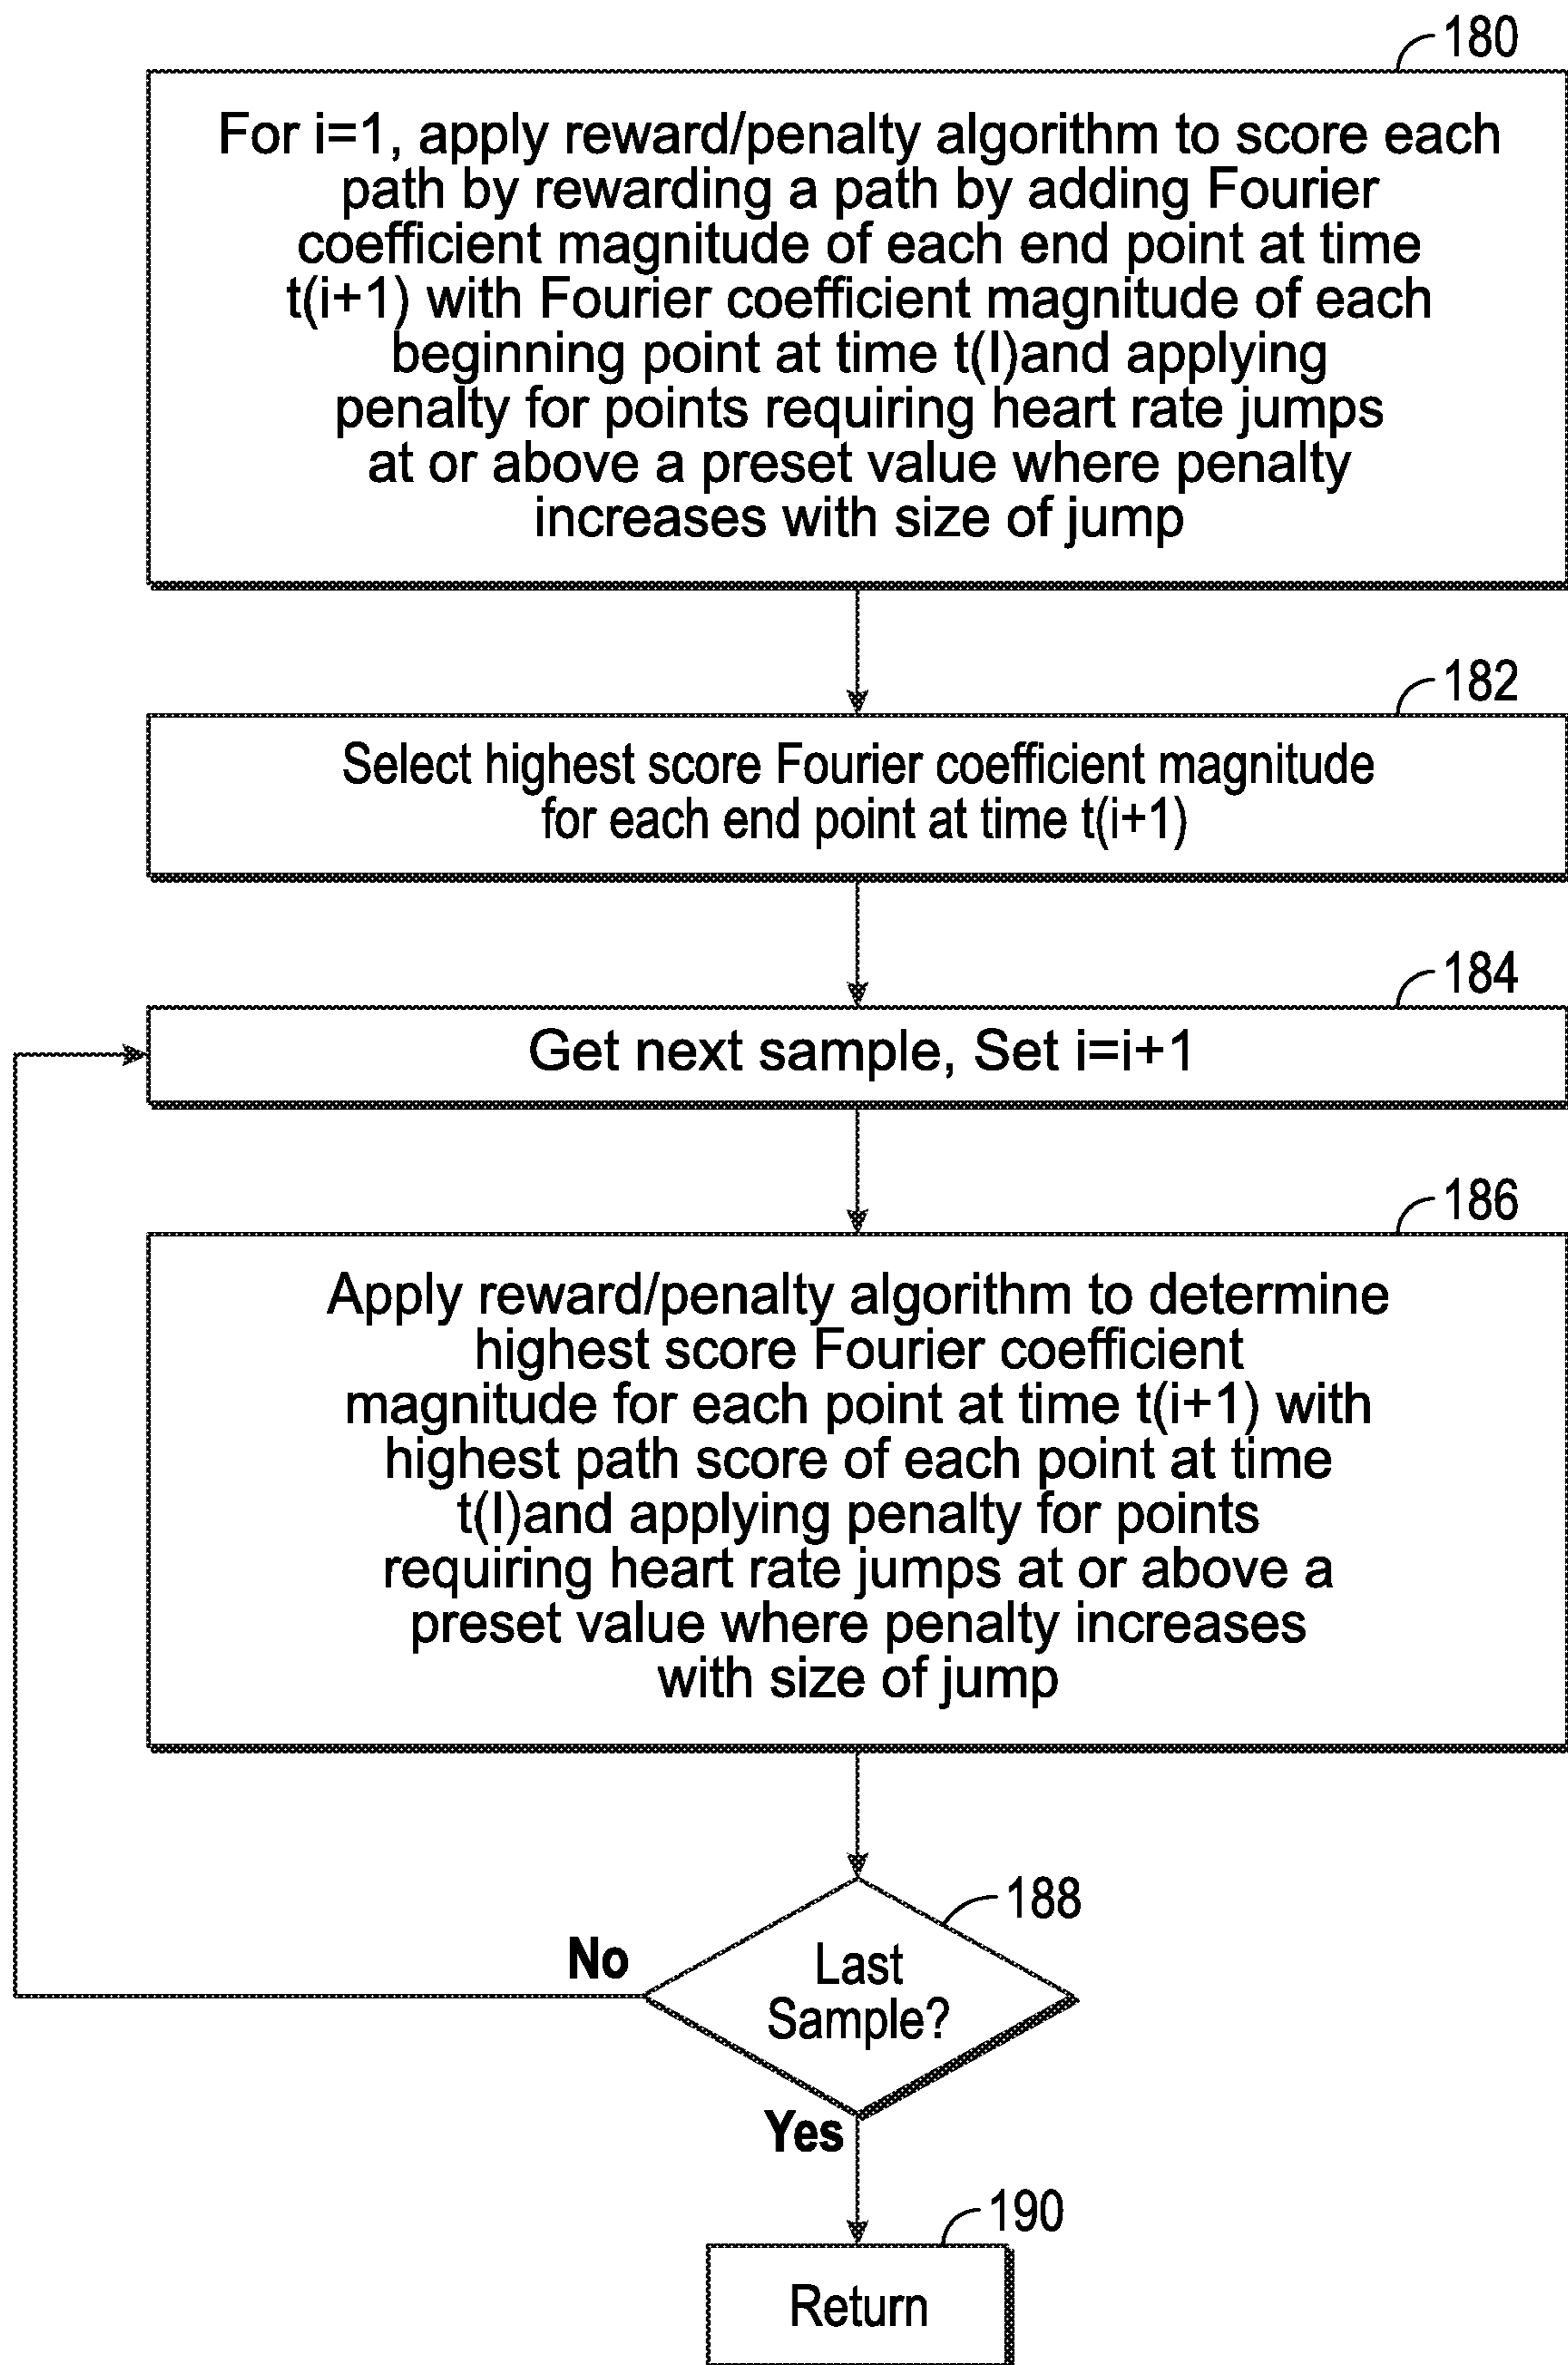 180
For i=1, apply reward/penalty algorithm to score each
path by rewarding a path by adding Fourier
coefficient magnitude of each end point at time
t(i+1) with Fourier coefficient magnitude of each
beginning point at time t(I)and applying
penalty for points requiring heart rate jumps
at or above a preset value where penalty
increases with size of jump
182
Select highest score Fourier coefficient magnitude
for each end point at time t(i+1)
184
Get next sample, Set i=i+1
186
Apply reward/penalty algorithm to determine
highest score Fourier coefficient
magnitude for each point at time t(i+1) with
highest path score of each point at time
t(I)and applying penalty for points
requiring heart rate jumps at or above a
preset value where penalty increases
with size of jump
188
No
Last
Sample?
Yes
190
Return